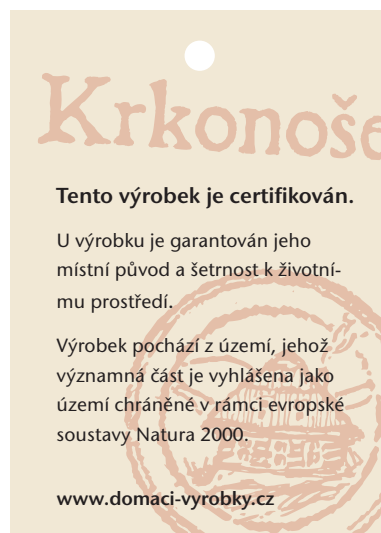 Krkonoše
Tento výrobek je certifikován.
U výrobku je garantován jeho
místní původ a šetrnost k životní-
mu prostředí.
Výrobek pochází z území, jehož
významná část je vyhlášena jako
území chráněné v rámci evropské
soustavy Natura 2000.
www.domaci-vyrobky.cz